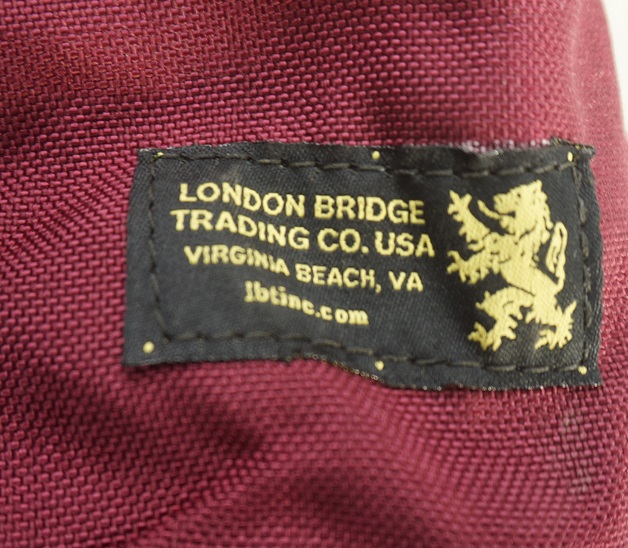 LONDON BRIDGE
TRADING CO. USA
VIRGINIA BEACH, VA
lbtinc.com